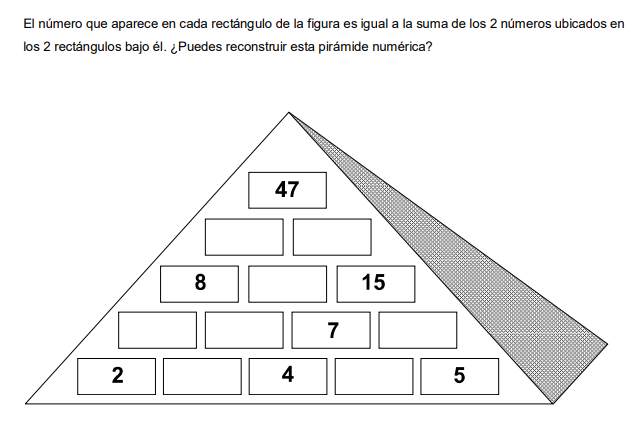 El número que aparece en cada rectángulo de la figura es igual a la suma de los 2 números ubicados en
los 2 rectángulos bajo él. ¿Puedes reconstruir esta pirámide numérica?
47
8 15
7
2 4 5